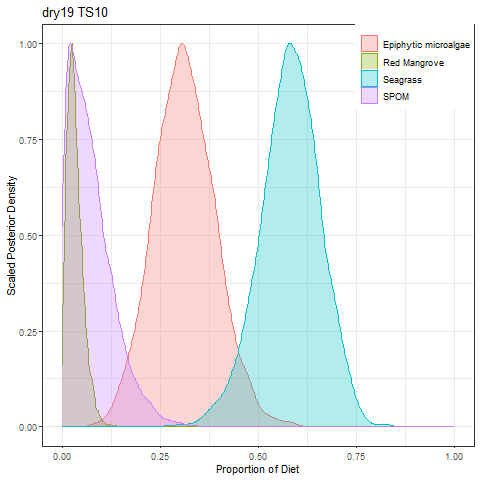 dry19 TS10
Epiphytic microalgae
Red Mangrove
Seagrass
SPOM
1.00
0.75
0.50
0.25
0.00
Scaled Posterior Density
0.00 0.25 0.50 0.75 1.00
Proportion of Diet